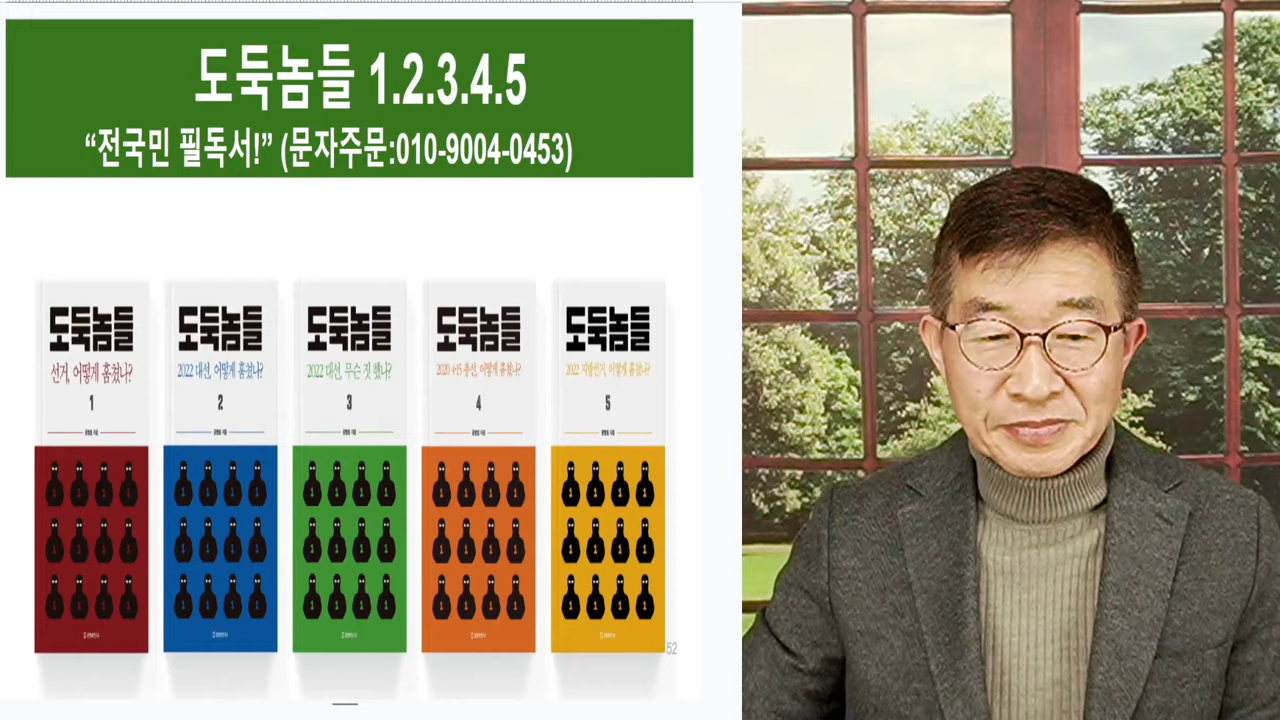 도둑놈들 1.2.3.4.5
“전국민 필독서!” (문자주문:010-9004-0453)
도둑놈들
선거, 어떻게 훔쳤나?
1
도둑놈들
2022 대선, 어떻게 훔쳤나?
2
도둑놈들
2022 대선, 무슨 짓 했나?
3
도둑놈들
2020 4·15 총선, 어떻게 훔쳤나?
4
도둑놈들
2022 지방선거, 어떻게 훔쳤나?
5
52